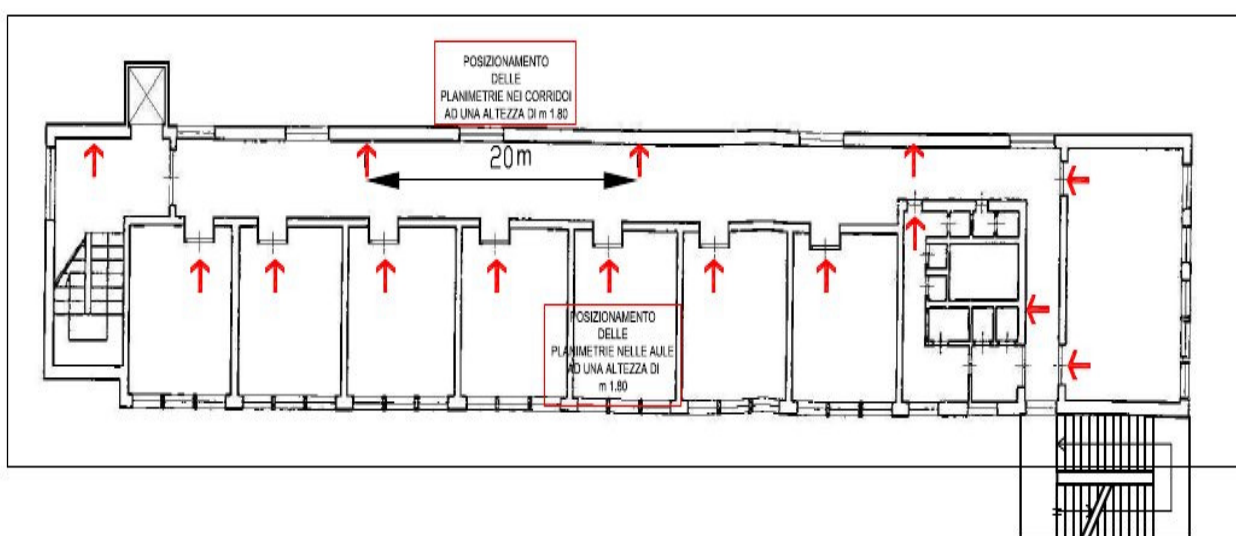 POSIZIONAMENTO
DELLE
PLANIMETRIE NEI CORRIDOI
AD UNA ALTEZZA DI m 1.80
20m
POSIZIONAMENTO
DELLE
PLANIMETRIE NELLE AULE
AD UNA ALTEZZA DI
m 1.80